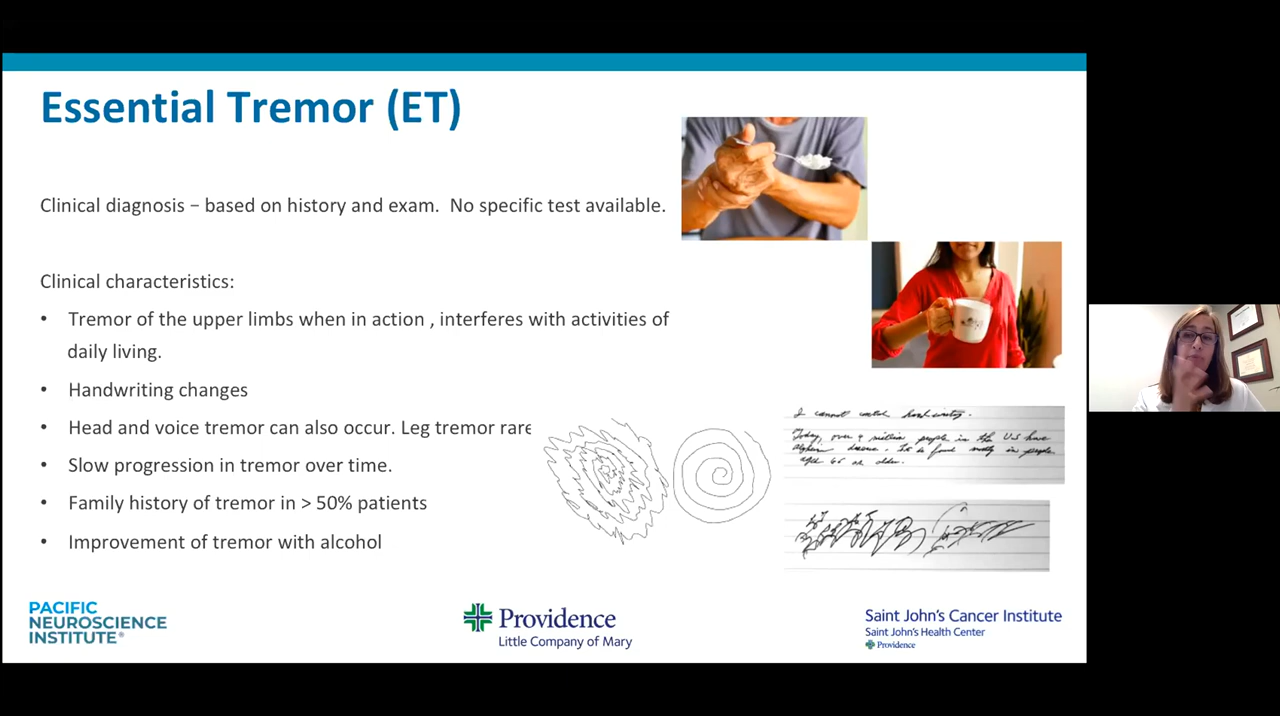 Essential Tremor (ET)
Clinical diagnosis – based on history and exam.  No specific test available.
Clinical characteristics:
• Tremor of the upper limbs when in action , interferes with activities of
daily living.
• Handwriting changes
• Head and voice tremor can also occur. Leg tremor rare
• Slow progression in tremor over time.
• Family history of tremor in > 50% patients
• Improvement of tremor with alcohol
I cannot
Today, over 4 million people in the US have
It is found mostly in people
age 65 or older.
PACIFIC
NEUROSCIENCE
INSTITUTE®
Providence
Little Company of Mary
Saint John's Cancer Institute
Saint John's Health Center
Providence